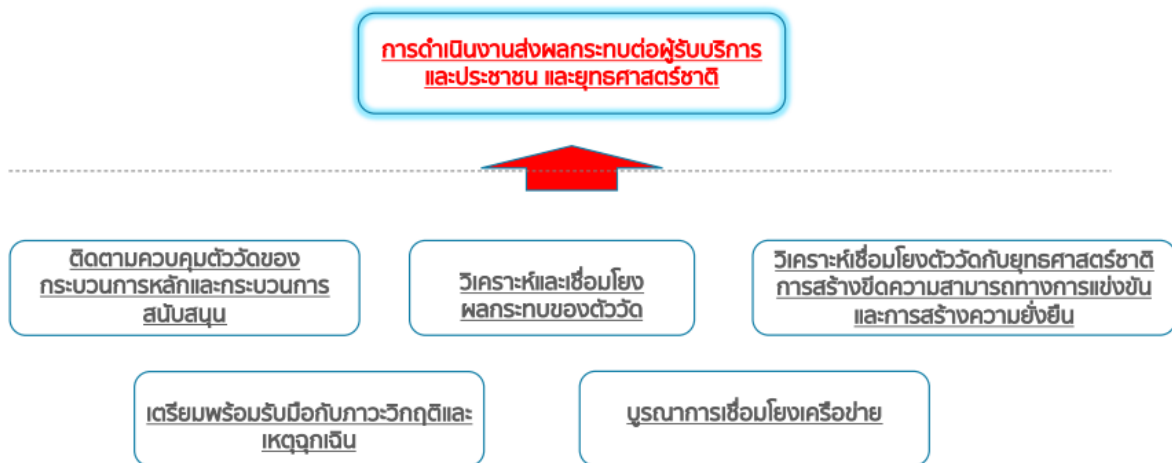 การดำเนินงานส่งผลกระทบต่อผู้รับบริการ
และประชาชน และยุทธศาสตร์ชาติ
ติดตามควบคุมตัววัดของ
กระบวนการหลักและกระบวนการ
สนับสนุน
วิเคราะห์และเชื่อมโยง
ผลกระทบของตัววัด
วิเคราะห์เชื่อมโยงตัววัดกับยุทธศาสตร์ชาติ
การสร้างขีดความสามารถทางการแข่งขัน
และการสร้างความยั่งยืน
เตรียมพร้อมรับมือกับภาวะวิกฤติและ
เหตุฉุกเฉิน
บูรณาการเชื่อมโยงเครือข่าย